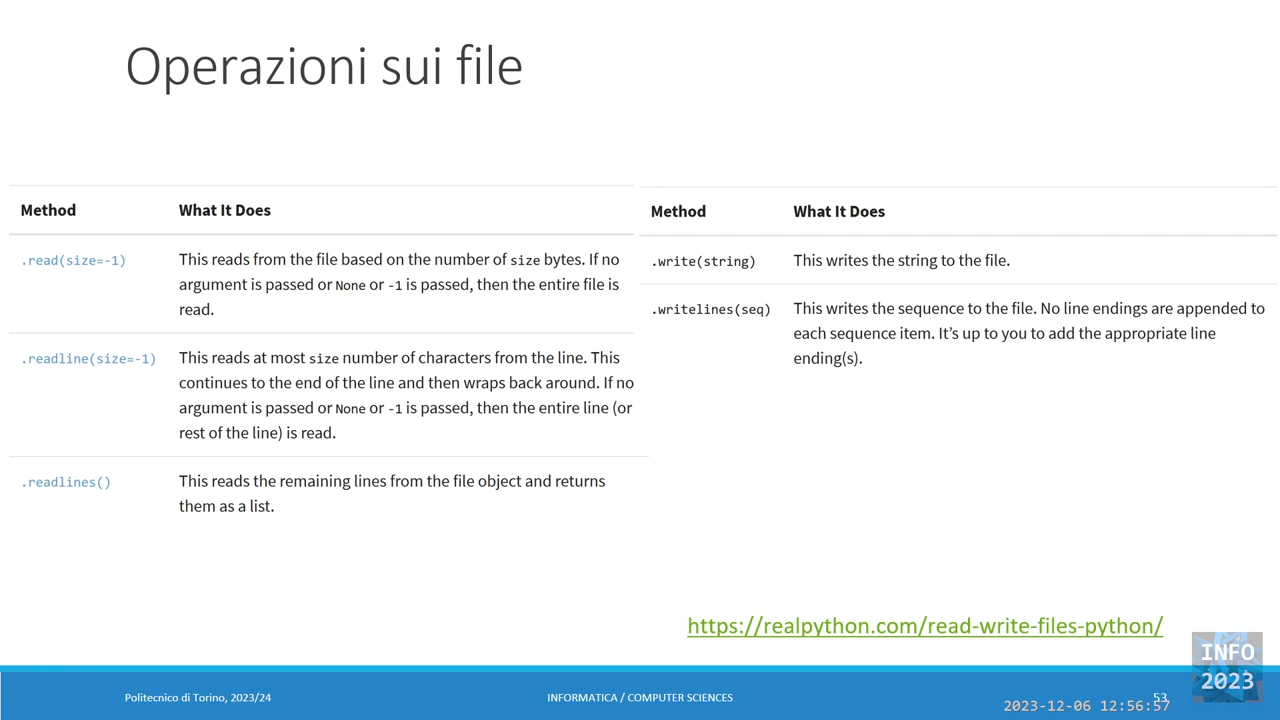 Operazioni sui file
Method What It Does
.read(size=-1) This reads from the file based on the number of size bytes. If no
argument is passed or None or -1 is passed, then the entire file is
read.
.readline(size=-1) This reads at most size number of characters from the line. This
continues to the end of the line and then wraps back around. If no
argument is passed or None or -1 is passed, then the entire line (or
rest of the line) is read.
.readlines() This reads the remaining lines from the file object and returns
them as a list.
Method What It Does
.write(string) This writes the string to the file.
.writelines(seq) This writes the sequence to the file. No line endings are appended to
each sequence item. It’s up to you to add the appropriate line
ending(s).
https://realpython.com/read-write-files-python/
Politecnico di Torino, 2023/24
INFORMATICA / COMPUTER SCIENCES
53
INFO
2023
2023-12-06 12:56:57